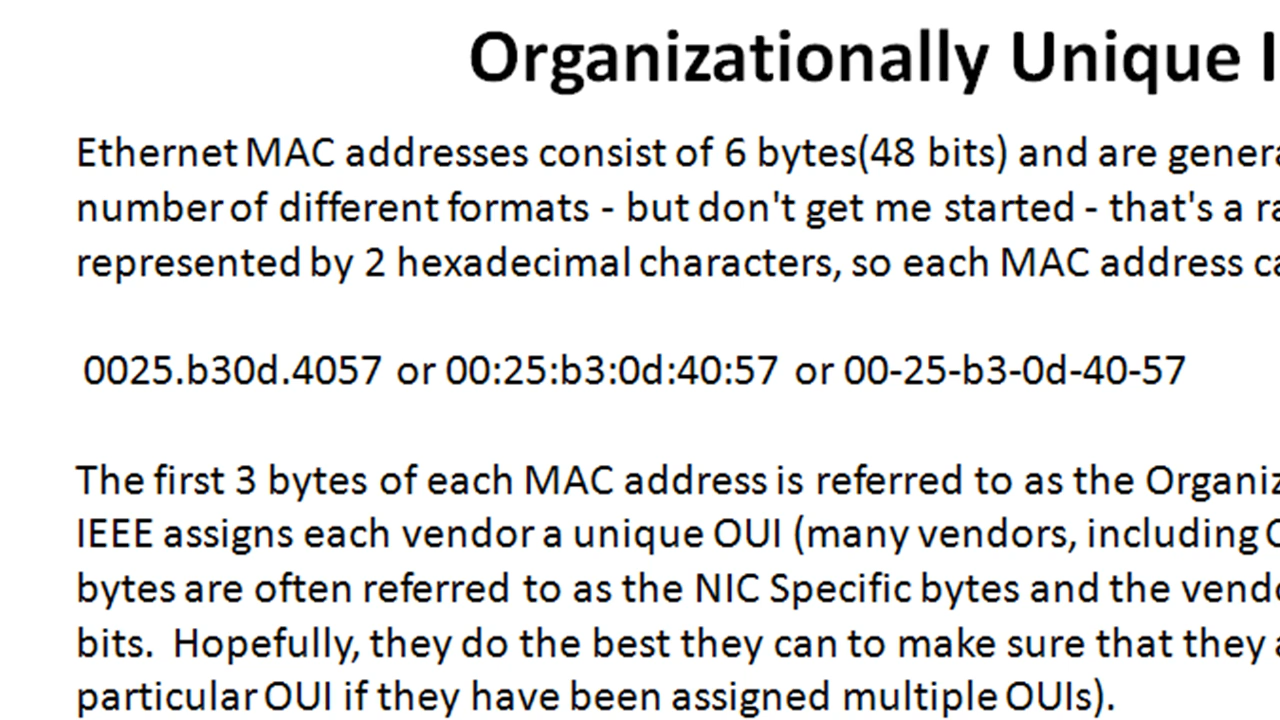 Organizationally Unique
Ethernet MAC addresses consist of 6 bytes(48 bits) and are genera
number of different formats - but don't get me started - that's a ra
represented by 2 hexadecimal characters, so each MAC address ca
0025.b30d.4057 or 00:25:b3:0d:40:57 or 00-25-b3-0d-40-57
The first 3 bytes of each MAC address is referred to as the Organiz
IEEE assigns each vendor a unique OUI (many vendors, including
bytes are often referred to as the NIC Specific bytes and the vendo
bits. Hopefully, they do the best they can to make sure that they a
particular OUI if they have been assigned multiple OUIs).